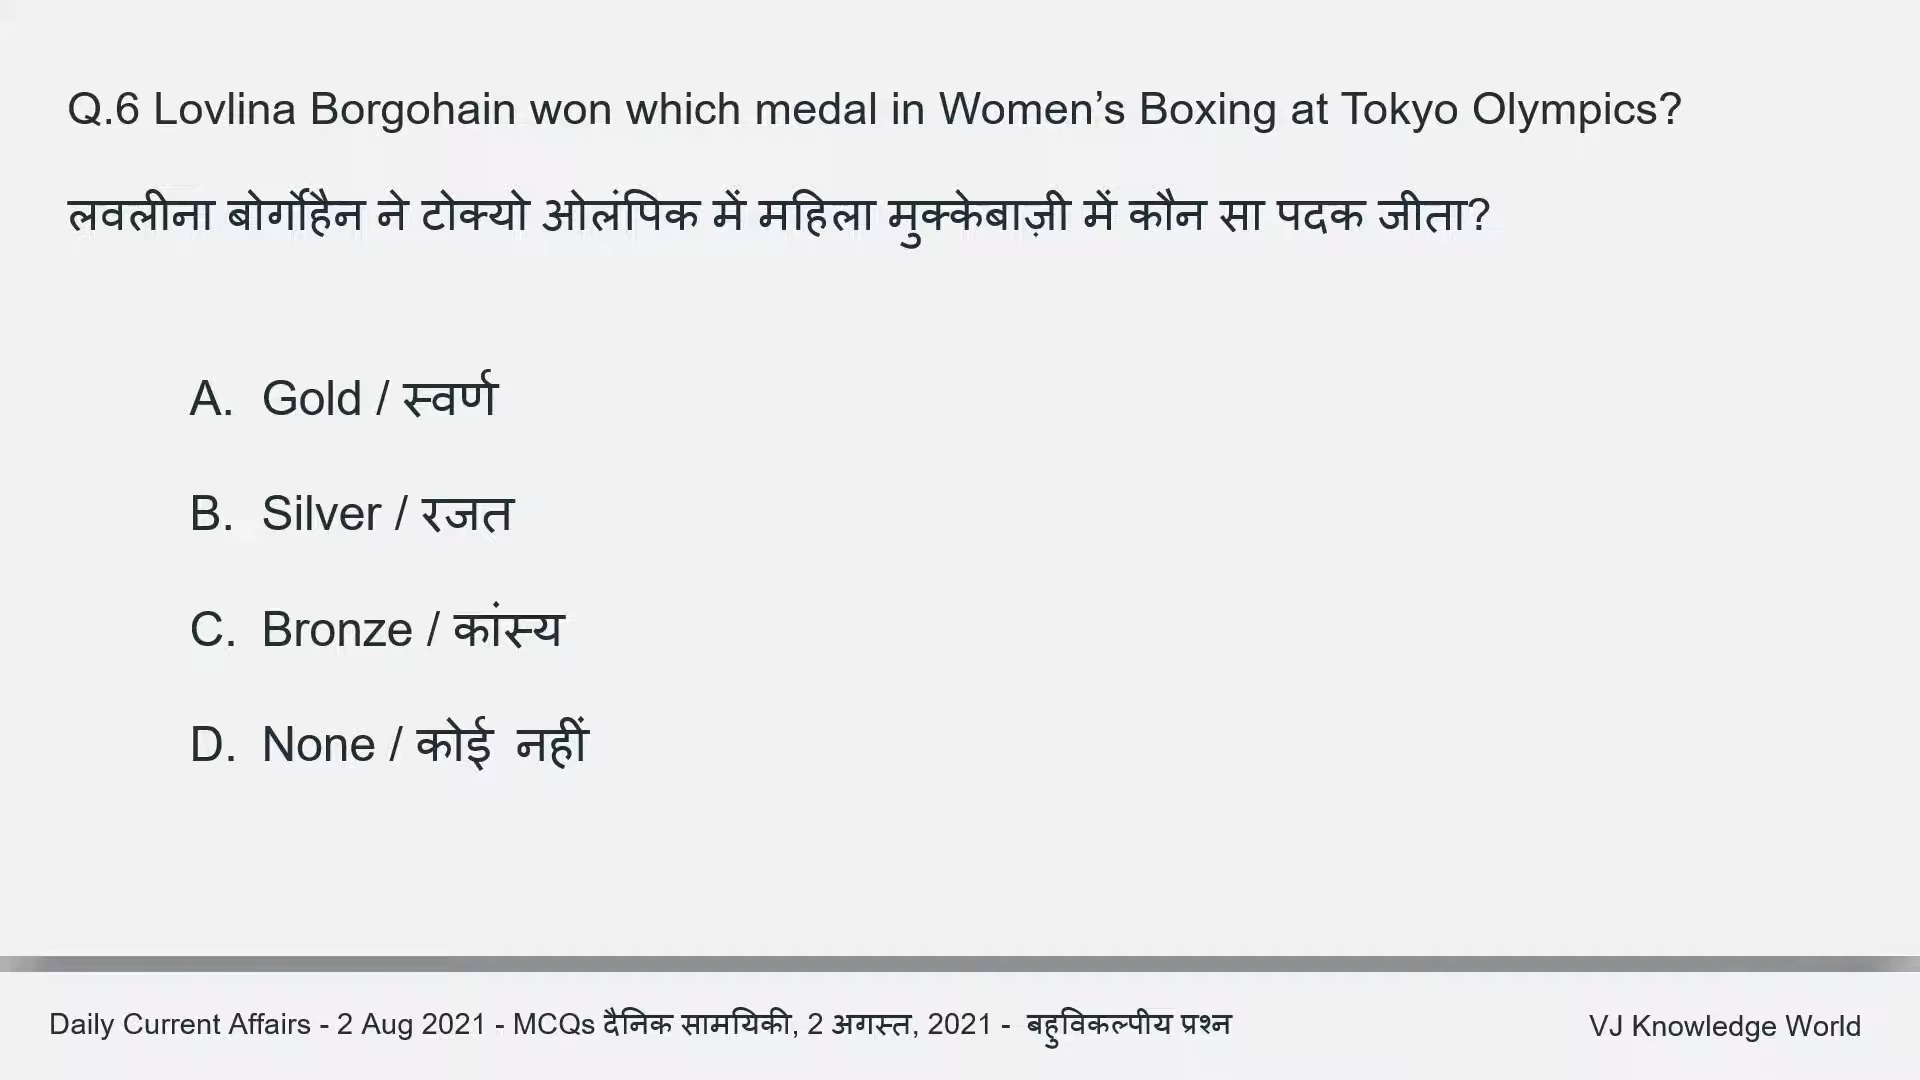 Q.6 Lovlina Borgohain won which medal in Women’s Boxing at Tokyo Olympics?
लवलीना बोर्गोहैन ने टोक्यो ओलंपिक में महिला मुक्केबाज़ी में कौन सा पदक जीता?
A. Gold / स्वर्ण
B. Silver / रजत
C. Bronze / कांस्य
D. None / कोई नहीं
Daily Current Affairs - 2 Aug 2021 - MCQs दैनिक सामयिकी, 2 अगस्त, 2021 - बहुविकल्पीय प्रश्न
VJ Knowledge World